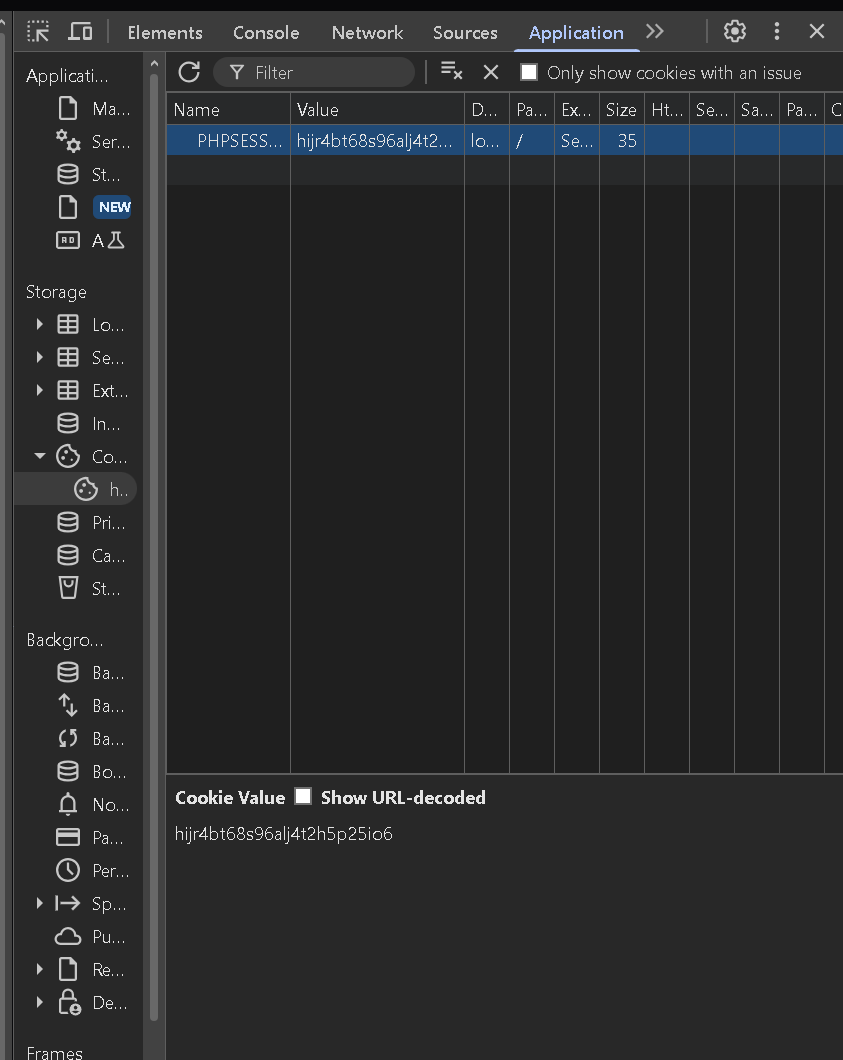 Elements Console Network Sources Application
Applicati...
Filter
Only show cookies with an issue
Name Value D... Pa... Ex... Size Ht... Se... Sa... Pa... C
PHPSESS... hijr4bt68s96alj4t2... lo... / Se... 35
Ma...
Ser...
St...
NEW
A
Storage
Lo...
Se...
Ext...
In...
Co...
h..
Pri...
Ca...
St...
Backgro...
Ba...
Ba...
Ba...
Bo...
No...
Pa...
Per...
Sp...
Pu...
Re...
De...
Frames
Cookie Value Show URL-decoded
hijr4bt68s96alj4t2h5p25io6